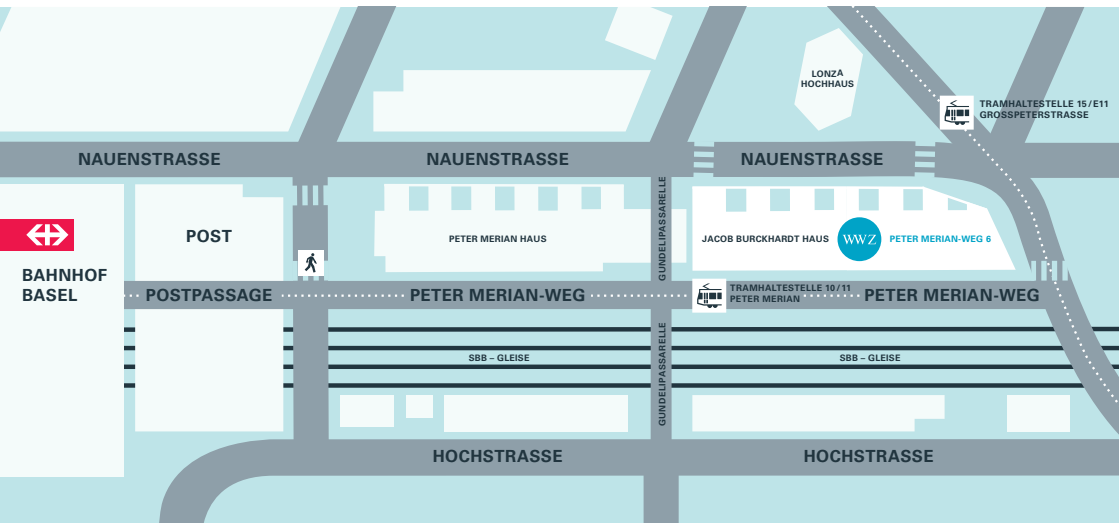 LONZA
HOCHHAUS
TRAMHALTESTELLE 15/E11
GROSSPETERSTRASSE
NAUENSTRASSE
NAUENSTRASSE
NAUENSTRASSE
GUNDELIPASSARELLE
POST
PETER MERIAN HAUS
JACOB BURCKHARDT HAUS
WWZ
PETER MERIAN-WEG 6
BAHNHOF
BASEL
POSTPASSAGE
PETER MERIAN-WEG
TRAMHALTESTELLE 10/11
PETER MERIAN
PETER MERIAN-WEG
GUNDELIPASSARELLE
SBB – GLEISE
SBB – GLEISE
HOCHSTRASSE
HOCHSTRASSE